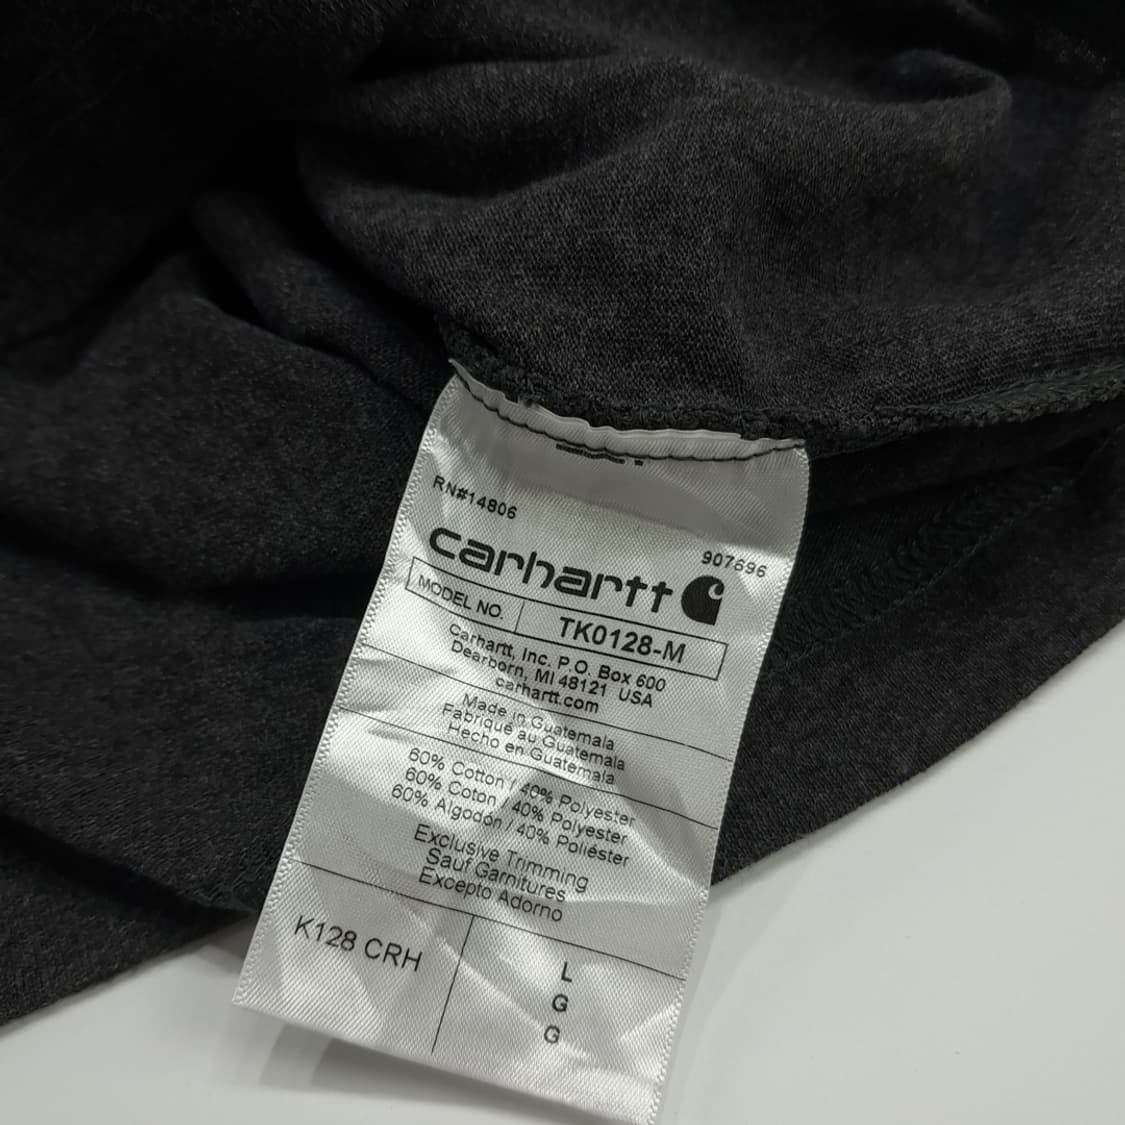 RN#14806
907696
carhartt
MODEL NO. TK0128-M
Carhartt, Inc. P.O. Box 600
Dearborn, MI 48121 USA
carhartt.com
Made in Guatemala
Fabriqué au Guatemala
Hecho en Guatemala
60% Cotton / 40% Polyester
60% Coton / 40% Polyester
60% Algodón / 40% Poliéster
Exclusive Trimming
Sauf Garnitures
Excepto Adorno
K128 CRH
L
G
G